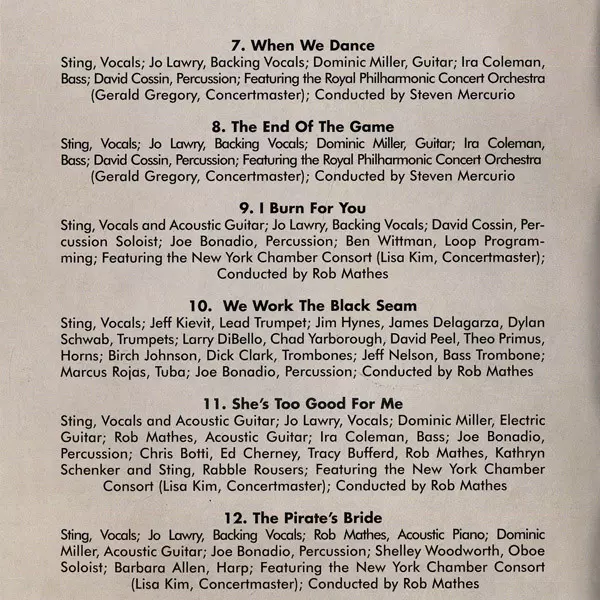 7. When We Dance
Sting, Vocals; Jo Lawry, Backing Vocals; Dominic Miller, Guitar; Ira Coleman,
Bass; David Cossin, Percussion; Featuring the Royal Philharmonic Concert Orchestra
(Gerald Gregory, Concertmaster); Conducted by Steven Mercurio
8. The End Of The Game
Sting, Vocals; Jo Lawry, Backing Vocals; Dominic Miller, Guitar; Ira Coleman,
Bass; David Cossin, Percussion; Featuring the Royal Philharmonic Concert Orchestra
(Gerald Gregory, Concertmaster); Conducted by Steven Mercurio
9. I Burn For You
Sting, Vocals and Acoustic Guitar; Jo Lawry, Backing Vocals; David Cossin, Per-
cussion Soloist; Joe Bonadio, Percussion; Ben Wittman, Loop Program-
ming; Featuring the New York Chamber Consort (Lisa Kim, Concertmaster);
Conducted by Rob Mathes
10. We Work The Black Seam
Sting, Vocals; Jeff Kievit, Lead Trumpet; Jim Hynes, James Delagarza, Dylan
Schwab, Trumpets; Larry DiBello, Chad Yarborough, David Peel, Theo Primus,
Horns; Birch Johnson, Dick Clark, Trombones; Jeff Nelson, Bass Trombone;
Marcus Rojas, Tuba; Joe Bonadio, Percussion; Conducted by Rob Mathes
11. She's Too Good For Me
Sting, Vocals and Acoustic Guitar; Jo Lawry, Vocals; Dominic Miller, Electric
Guitar; Rob Mathes, Acoustic Guitar; Ira Coleman, Bass; Joe Bonadio,
Percussion; Chris Botti, Ed Cherney, Tracy Bufferd, Rob Mathes, Kathryn
Schenker and Sting, Rabble Rousers; Featuring the New York Chamber
Consort (Lisa Kim, Concertmaster); Conducted by Rob Mathes
12. The Pirate's Bride
Sting, Vocals; Jo Lawry, Backing Vocals; Rob Mathes, Acoustic Piano; Dominic
Miller, Acoustic Guitar; Joe Bonadio, Percussion; Shelley Woodworth, Oboe
Soloist; Barbara Allen, Harp; Featuring the New York Chamber Consort
(Lisa Kim, Concertmaster); Conducted by Rob Mathes